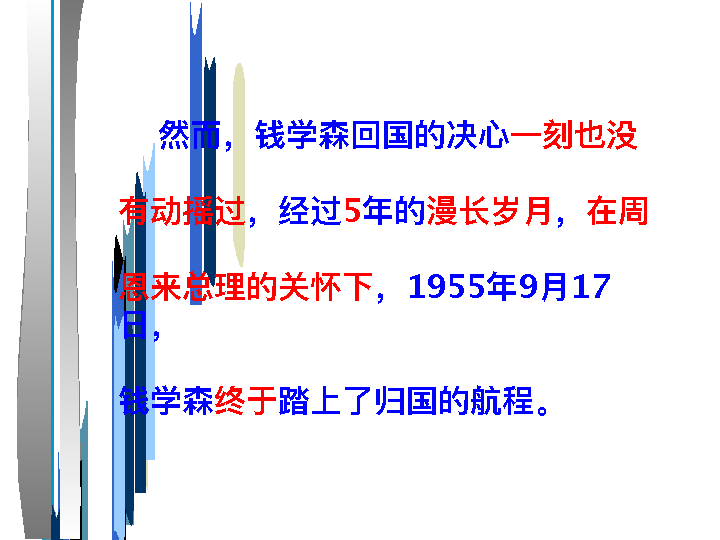 然而，钱学森回国的决心一刻也没
有动摇过，经过5年的漫长岁月，在周
恩来总理的关怀下，1955年9月17
日，
钱学森终于踏上了归国的航程。